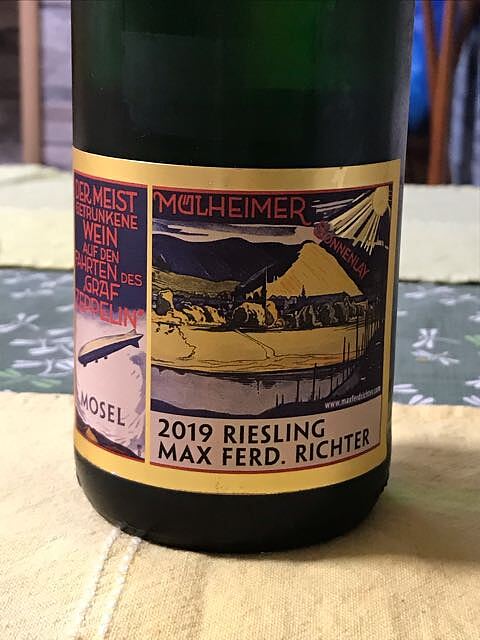 DER MEIST
GETRUNKENE
WEIN
AUF DEN
FAHRTEN DES
GRAF
ZEPPELIN"
MOSEL
MÜLHEIMER
SONNENLAY
www.maxferdrichter.com
2019 RIESLING
MAX FERD. RICHTER